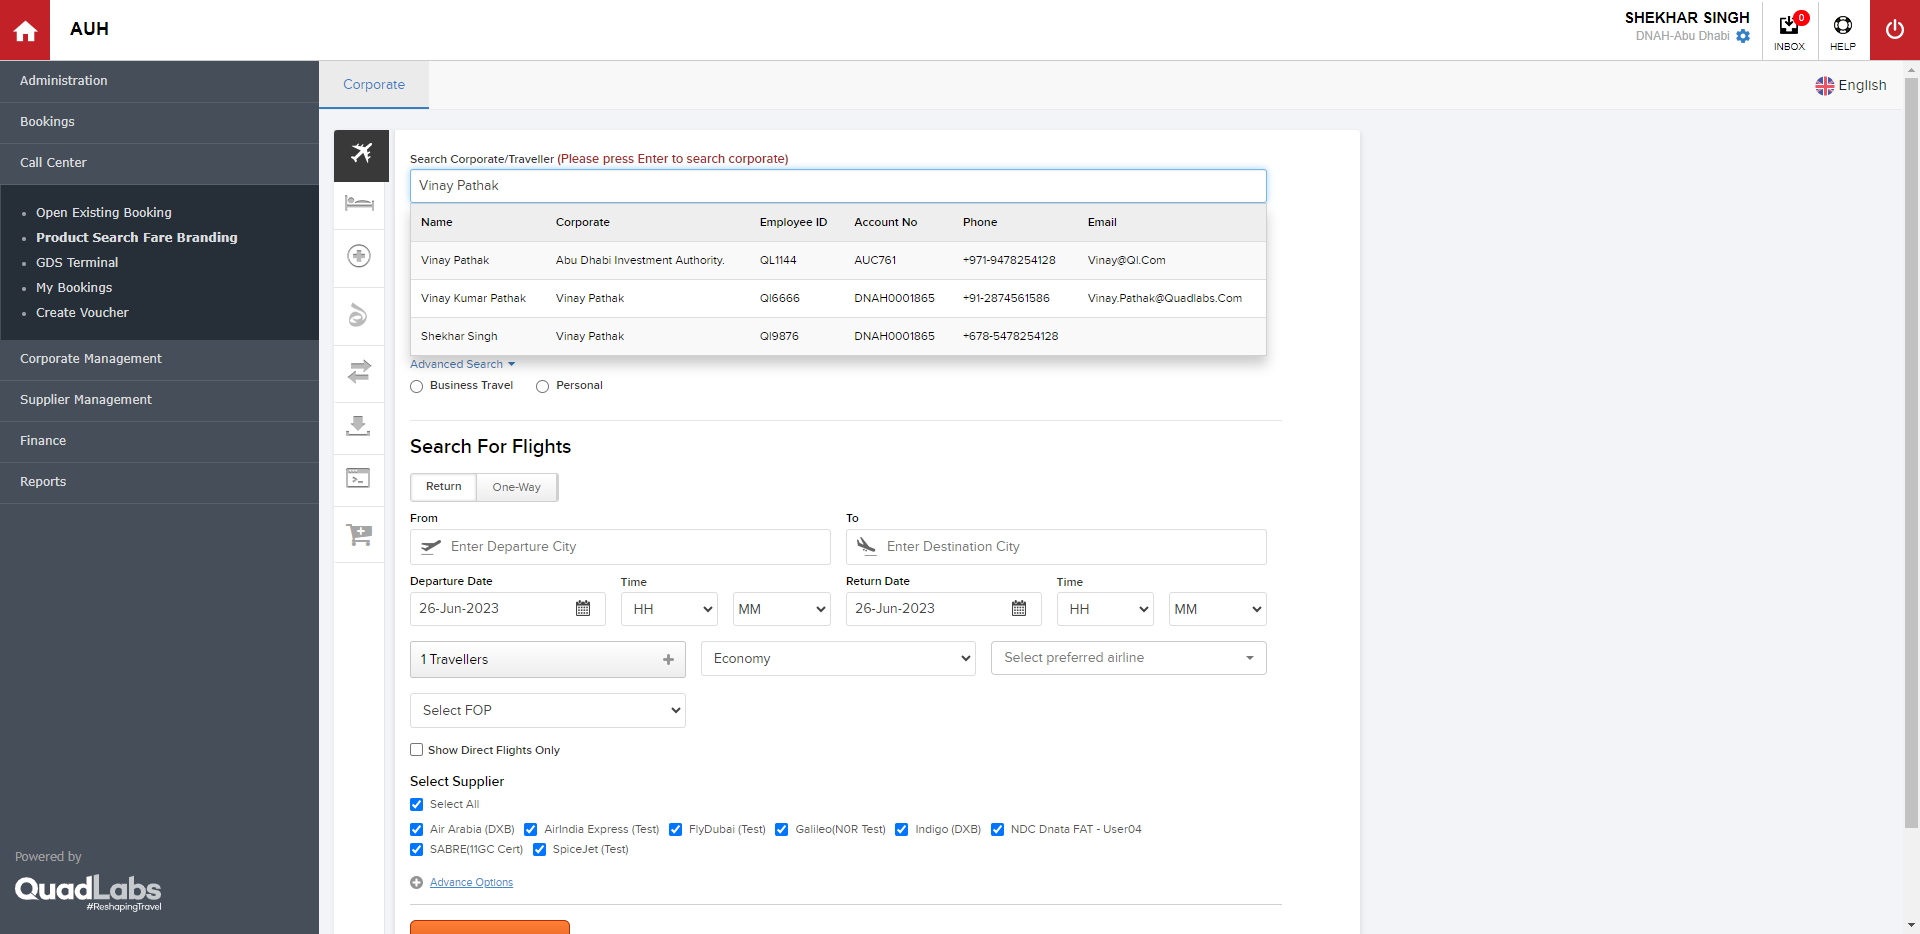 AUH
SHEKHAR SINGH
DNAH-Abu Dhabi
0
INBOX
HELP
Administration
Bookings
Call Center
Open Existing Booking
Product Search Fare Branding
GDS Terminal
My Bookings
Create Voucher
Corporate Management
Supplier Management
Finance
Reports
Powered by
QuadLabs
#ReshapingTravel
Corporate
English
Search Corporate/Traveller (Please press Enter to search corporate)
Vinay Pathak
Name Corporate Employee ID Account No Phone Email
Vinay Pathak Abu Dhabi Investment Authority. QL1144 AUC761 +971-9478254128 Vinay@Ql.Com
Vinay Kumar Pathak Vinay Pathak Ql6666 DNAH0001865 +91-2874561586 Vinay.Pathak@Quadlabs.Com
Shekhar Singh Vinay Pathak Ql9876 DNAH0001865 +678-5478254128
Advanced Search
Business Travel Personal
Search For Flights
Return One-Way
From To
Enter Departure City Enter Destination City
Departure Date Time Return Date Time
26-Jun-2023 HH MM 26-Jun-2023 HH MM
1 Travellers Economy Select preferred airline
Select FOP
Show Direct Flights Only
Select Supplier
Select All
Air Arabia (DXB) AirIndia Express (Test) FlyDubai (Test) Galileo(N0R Test) Indigo (DXB) NDC Dnata FAT - User04
SABRE(11GC Cert) SpiceJet (Test)
Advance Options